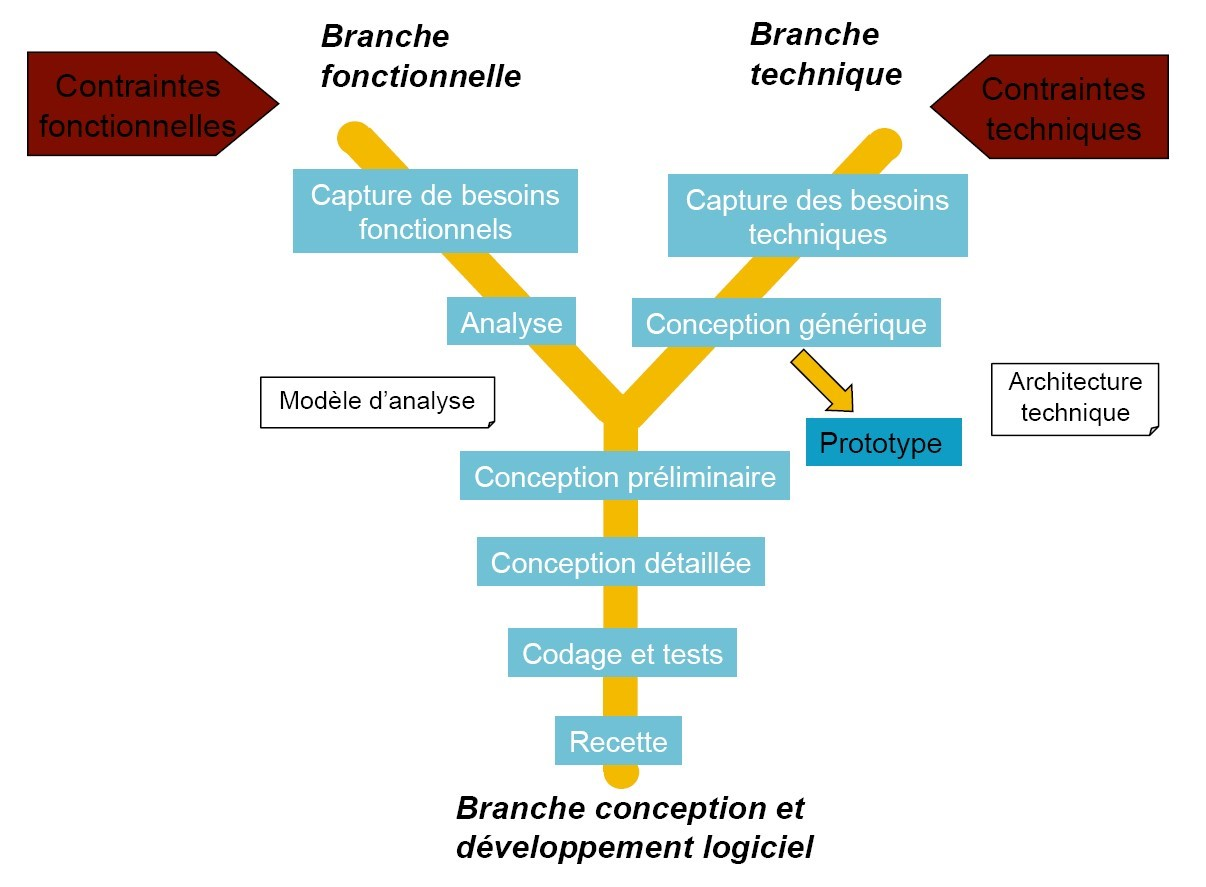 Branche
fonctionnelle
Branche
technique
Contraintes
fonctionnelles
Contraintes
techniques
Capture de besoins
fonctionnels
Capture des besoins
techniques
Analyse
Conception générique
Modèle d’analyse
Architecture
technique
Prototype
Conception préliminaire
Conception détaillée
Codage et tests
Recette
Branche conception et
développement logiciel